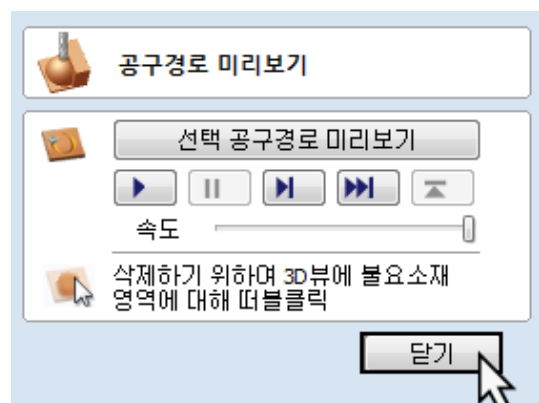 공구경로 미리보기
선택 공구경로 미리보기
속도
삭제하기 위하며 3D뷰에 불요소재
영역에 대해 떠블클릭
닫기